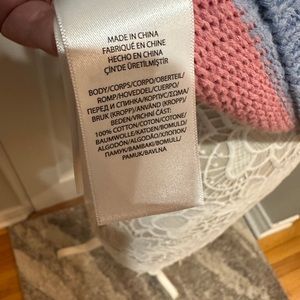 MADE IN CHINA
FABRIQUÉ EN CHINE
HECHO EN CHINA
ÇİN'DE ÜRETİLMİŞTİR
BODY/CORPS/CORPO/OBERTEIL/
ROMP/HOVEDDEL/CUERPO/
ПЕРЕД И СПИНКА/КОРПУС/ΣΩΜΑ/
BRUK (KROPP)/ANVÄND (KROPP)/
BEDEN/VRCHNÍ ČÁST:
100% COTTON/COTON/COTONE/
BAUMWOLLE/KATOEN/BOMULD/
ALGODÓN/ALGODÃO/ХЛОПОК/
ПАМУК/ΒΑΜΒΑΚΙ/BOMULL/
PAMUK/BAVLNA